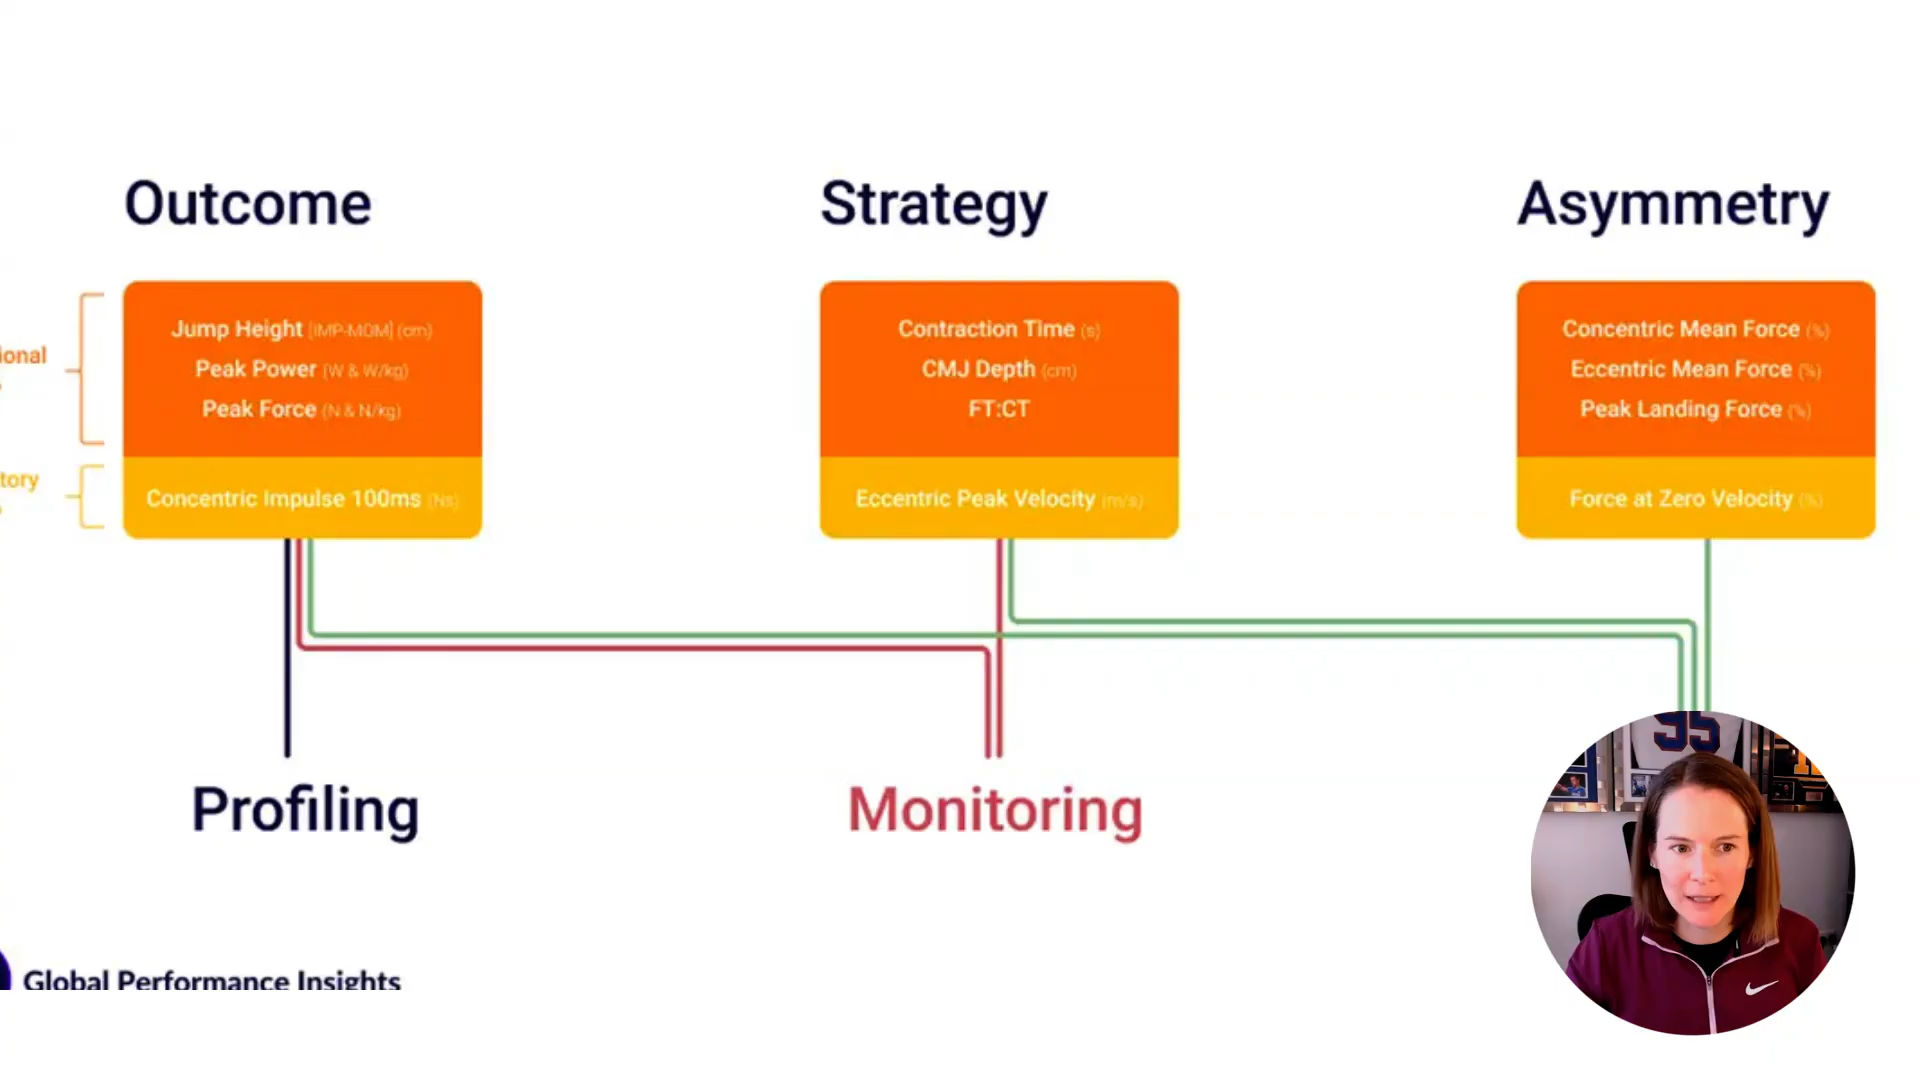 Outcome
Strategy
Asymmetry
ional
tory
Jump Height [IMP-MOM] (cm)
Peak Power (W & W/kg)
Peak Force (N & N/kg)
Concentric Impulse 100ms (Ns)
Contraction Time (s)
CMJ Depth (cm)
FT:CT
Eccentric Peak Velocity (m/s)
Concentric Mean Force (%)
Eccentric Mean Force (%)
Peak Landing Force (%)
Force at Zero Velocity (%)
Profiling
Monitoring
95
Global Performance Insights